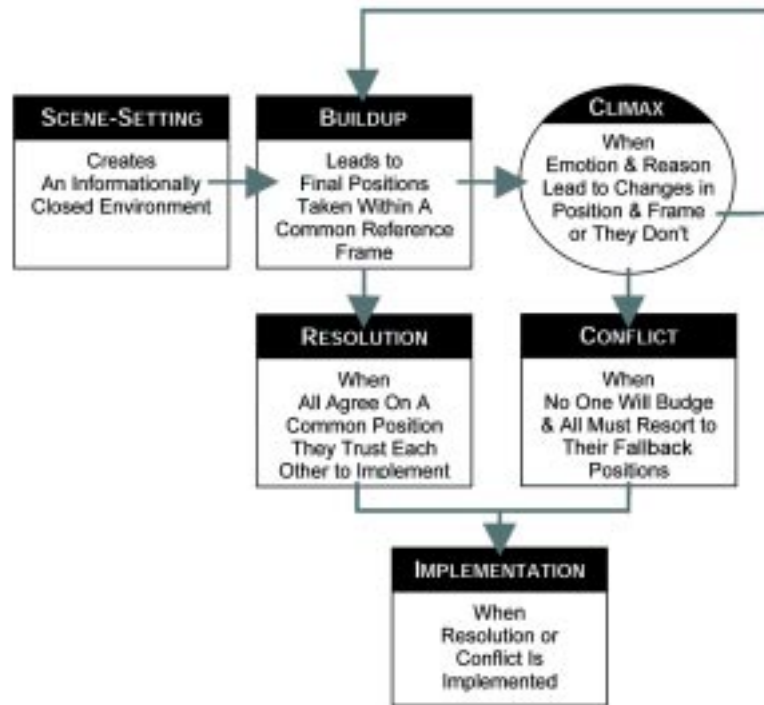 SCENE-SETTING
Creates
An Informationally
Closed Environment
BUILDUP
Leads to
Final Positions
Taken Within A
Common Reference
Frame
CLIMAX
When
Emotion & Reason
Lead to Changes in
Position & Frame
or They Don't
RESOLUTION
When
All Agree On A
Common Position
They Trust Each
Other to Implement
CONFLICT
When
No One Will Budge
& All Must Resort to
Their Fallback
Positions
IMPLEMENTATION
When
Resolution or
Conflict Is
Implemented